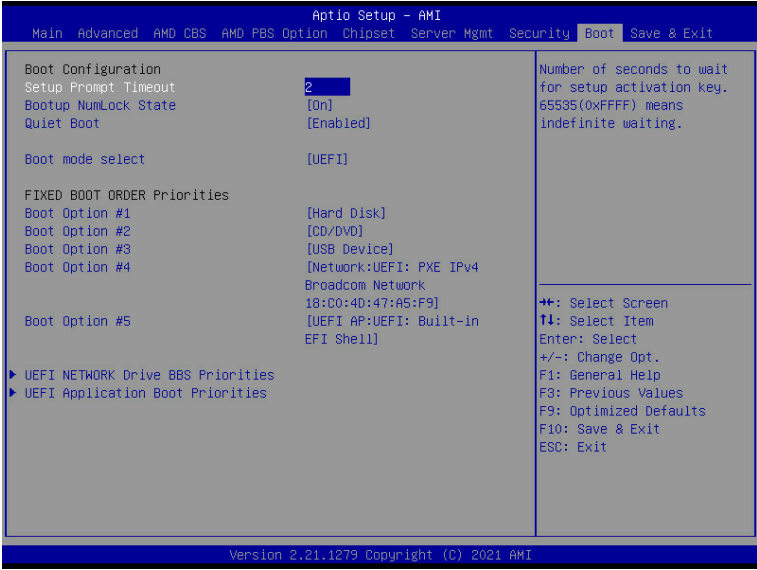 Aptio Setup - AMI
Main Advanced AMD CBS AMD PBS Option Chipset Server Mgmt Security Boot Save & Exit
Boot Configuration
Setup Prompt Timeout 2
Bootup NumLock State [On]
Quiet Boot [Enabled]
Boot mode select [UEFI]
FIXED BOOT ORDER Priorities
Boot Option #1 [Hard Disk]
Boot Option #2 [CD/DVD]
Boot Option #3 [USB Device]
Boot Option #4 [Network:UEFI: PXE IPv4
Broadcom Network
18:C0:4D:47:A5:F9]
Boot Option #5 [UEFI AP:UEFI: Built-in
EFI Shell]
UEFI NETWORK Drive BBS Priorities
UEFI Application Boot Priorities
Number of seconds to wait
for setup activation key.
65535(0xFFFF) means
indefinite waiting.
→←: Select Screen
↑↓: Select Item
Enter: Select
+/-: Change Opt.
F1: General Help
F3: Previous Values
F9: Optimized Defaults
F10: Save & Exit
ESC: Exit
Version 2.21.1279 Copyright (C) 2021 AMI